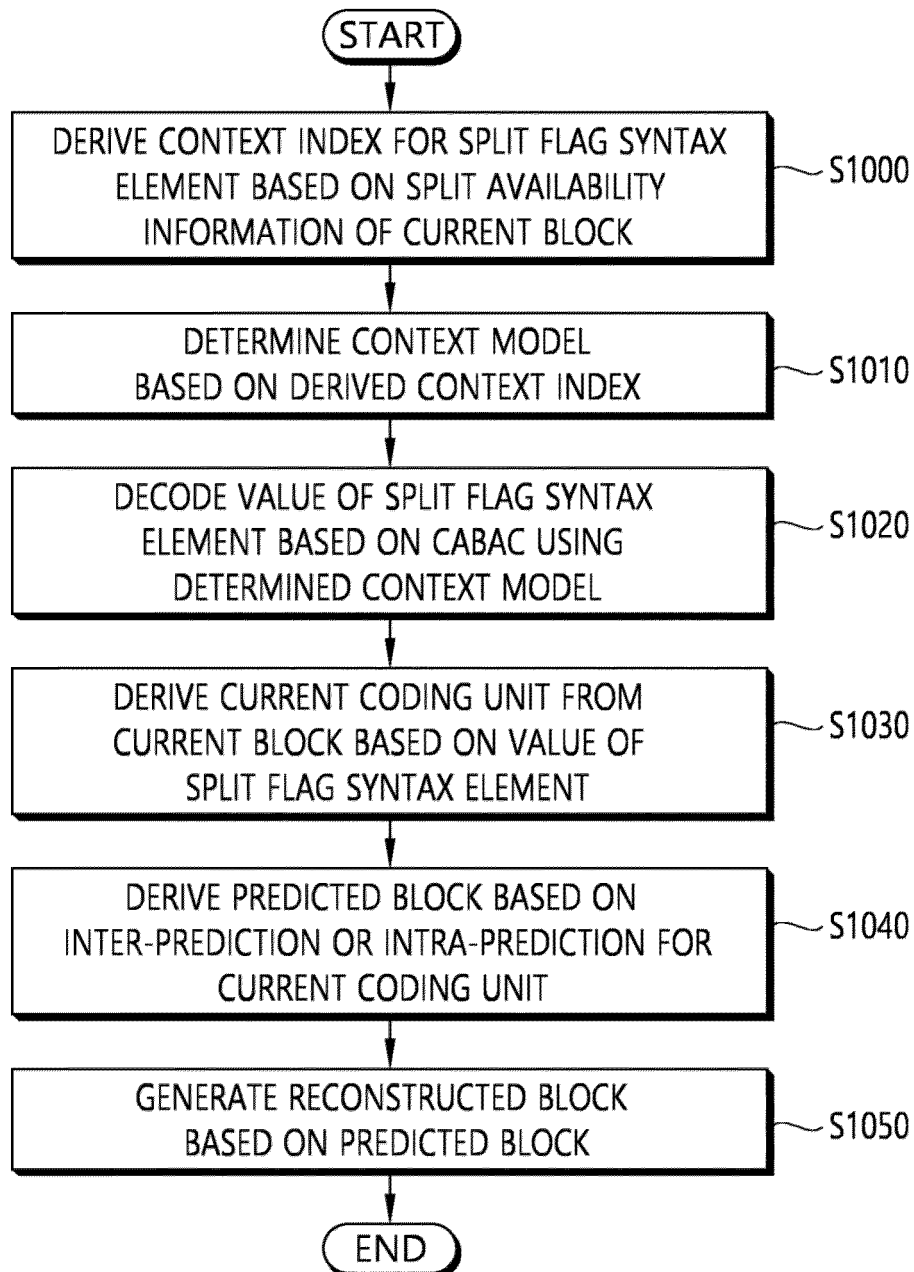 START
DERIVE CONTEXT INDEX FOR SPLIT FLAG SYNTAX
ELEMENT BASED ON SPLIT AVAILABILITY
INFORMATION OF CURRENT BLOCK
S1000
DETERMINE CONTEXT MODEL
BASED ON DERIVED CONTEXT INDEX
S1010
DECODE VALUE OF SPLIT FLAG SYNTAX
ELEMENT BASED ON CABAC USING
DETERMINED CONTEXT MODEL
S1020
DERIVE CURRENT CODING UNIT FROM
CURRENT BLOCK BASED ON VALUE OF
SPLIT FLAG SYNTAX ELEMENT
S1030
DERIVE PREDICTED BLOCK BASED ON
INTER-PREDICTION OR INTRA-PREDICTION FOR
CURRENT CODING UNIT
S1040
GENERATE RECONSTRUCTED BLOCK
BASED ON PREDICTED BLOCK
S1050
END